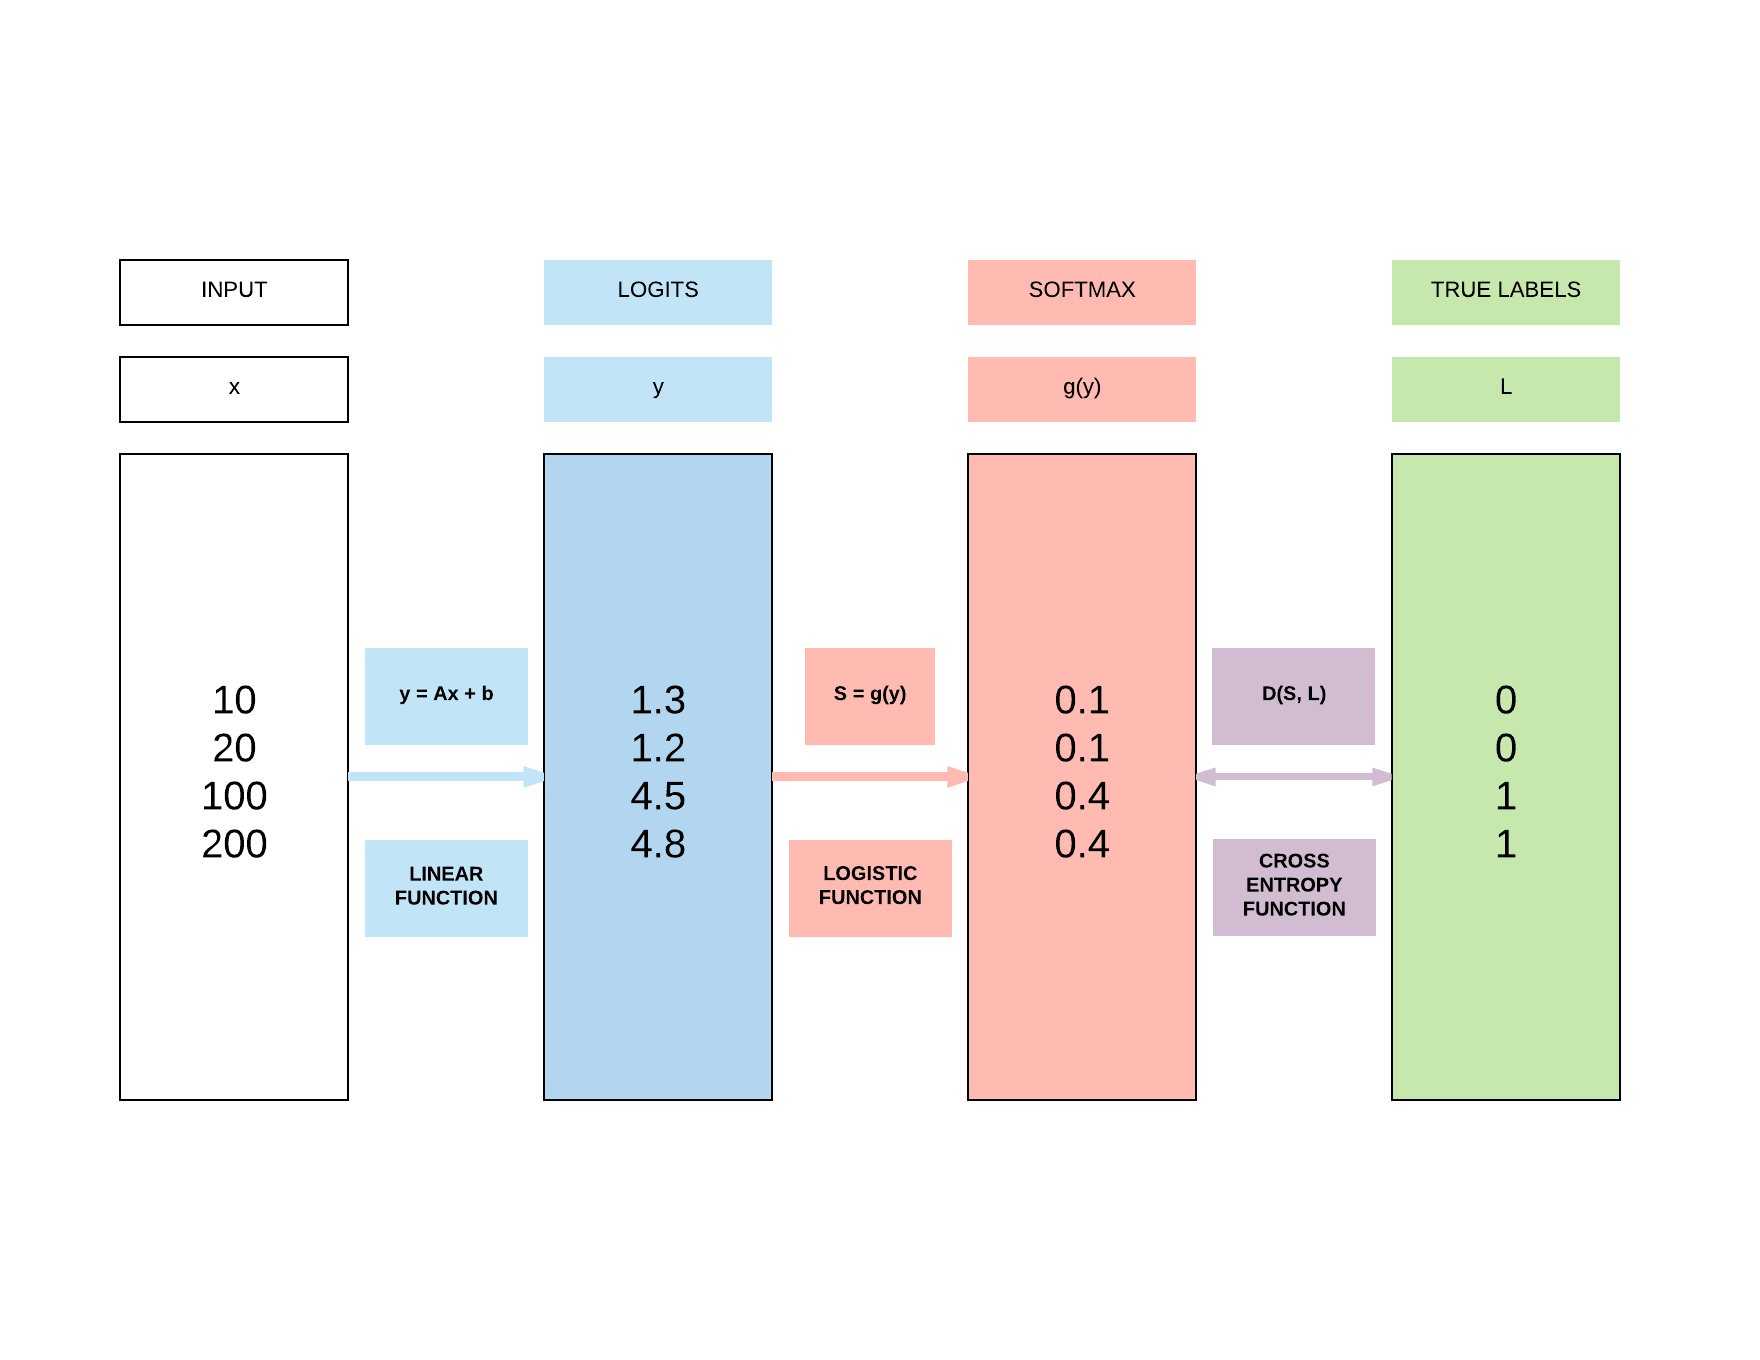 INPUT
LOGITS
SOFTMAX
TRUE LABELS
x
y
g(y)
L
10
20
100
200
y = Ax + b
LINEAR
FUNCTION
1.3
1.2
4.5
4.8
S = g(y)
LOGISTIC
FUNCTION
0.1
0.1
0.4
0.4
D(S, L)
CROSS
ENTROPY
FUNCTION
0
0
1
1